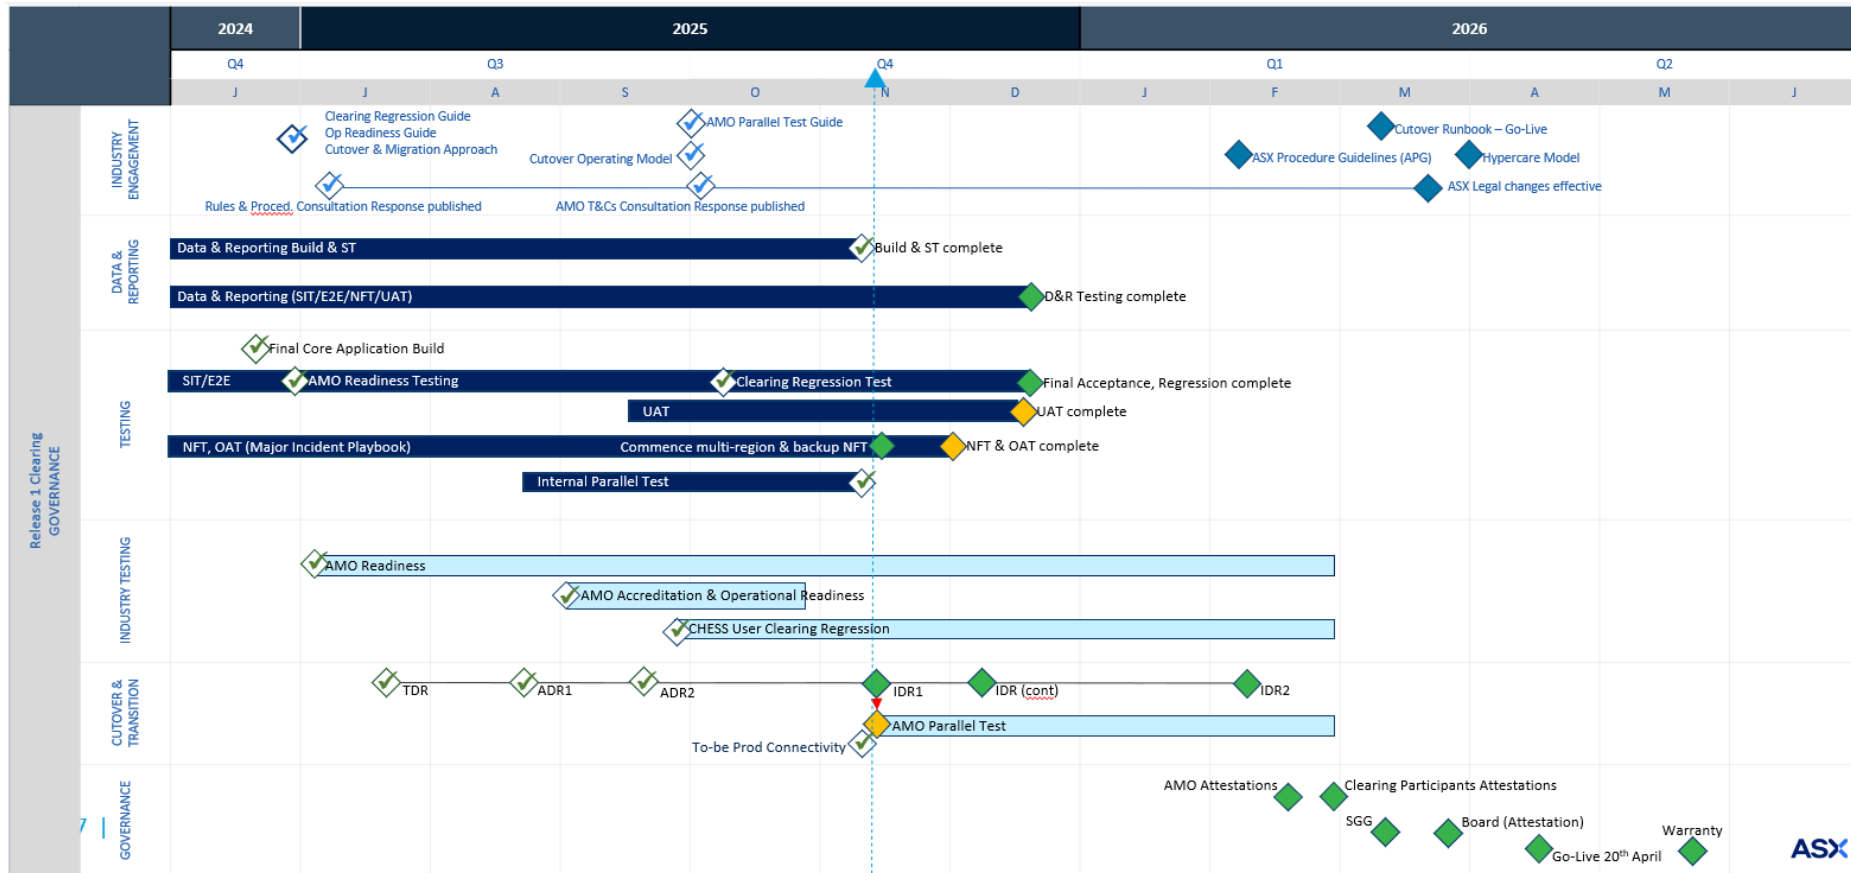 2024
2025
2026
Q4
Q3
Q4
Q1
Q2
J
J
A
S
O
N
D
J
F
M
A
M
J
Release 1 Clearing
GOVERNANCE
INDUSTRY
ENGAGEMENT
Clearing Regression Guide
Op Readiness Guide
Cutover & Migration Approach
AMO Parallel Test Guide
Cutover Operating Model
Cutover Runbook – Go-Live
ASX Procedure Guidelines (APG)
Hypercare Model
ASX Legal changes effective
Rules & Proced. Consultation Response published
AMO T&Cs Consultation Response published
DATA &
REPORTING
Data & Reporting Build & ST
Build & ST complete
Data & Reporting (SIT/E2E/NFT/UAT)
D&R Testing complete
TESTING
Final Core Application Build
SIT/E2E
AMO Readiness Testing
Clearing Regression Test
Final Acceptance, Regression complete
UAT
UAT complete
NFT, OAT (Major Incident Playbook)
Commence multi-region & backup NFT
NFT & OAT complete
Internal Parallel Test
INDUSTRY TESTING
AMO Readiness
AMO Accreditation & Operational Readiness
CHESS User Clearing Regression
CUTOVER &
TRANSITION
TDR
ADR1
ADR2
IDR1
IDR (cont)
IDR2
AMO Parallel Test
To-be Prod Connectivity
GOVERNANCE
AMO Attestations
Clearing Participants Attestations
SGG
Board (Attestation)
Warranty
Go-Live 20th April
7 |
ASX